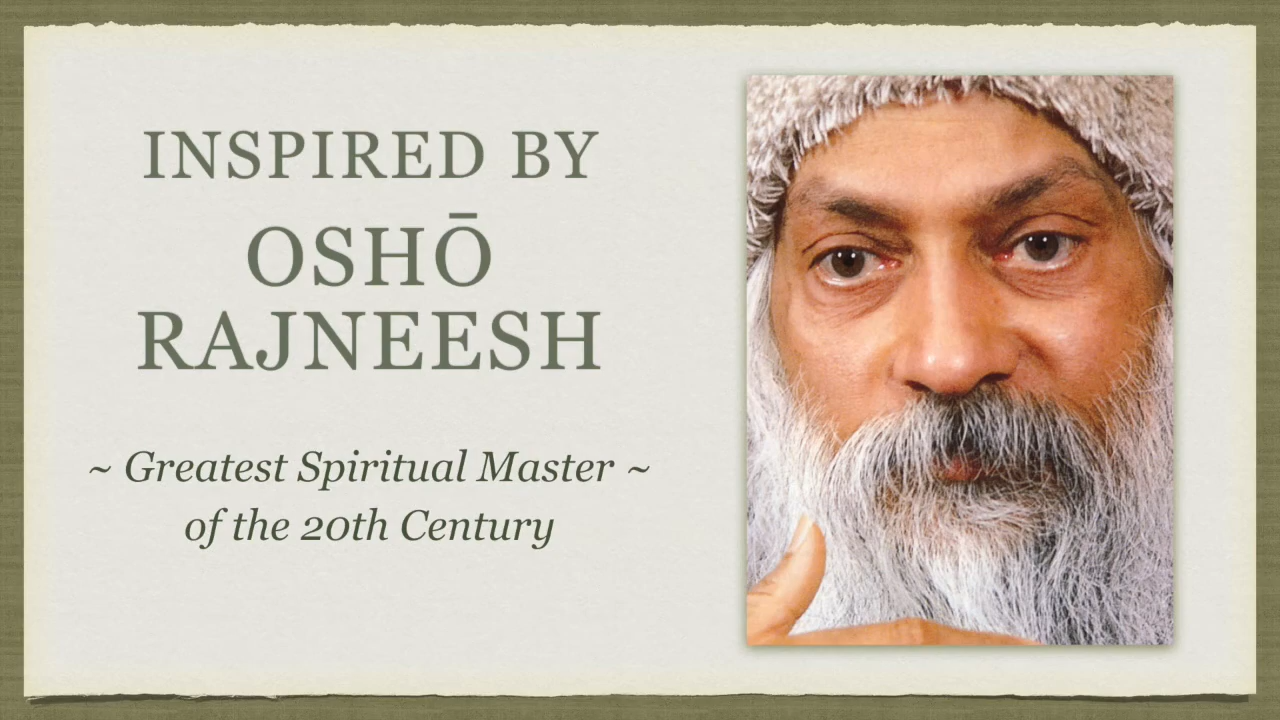 INSPIRED BY
OSHŌ
RAJNEESH
~ Greatest Spiritual Master ~
of the 20th Century